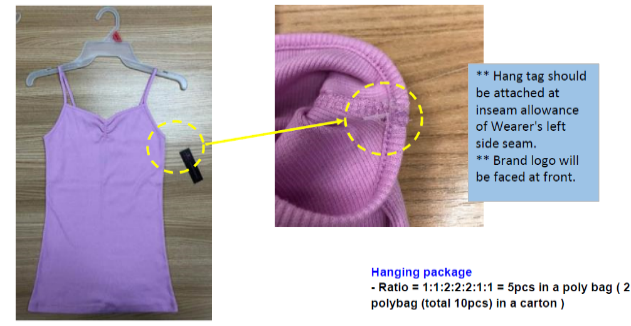 ** Hang tag should
be attached at
inseam allowance
of Wearer's left
side seam.
** Brand logo will
be faced at front.
Hanging package
- Ratio = 1:1:2:2:2:1:1 = 5pcs in a poly bag ( 2
polybag (total 10pcs) in a carton )